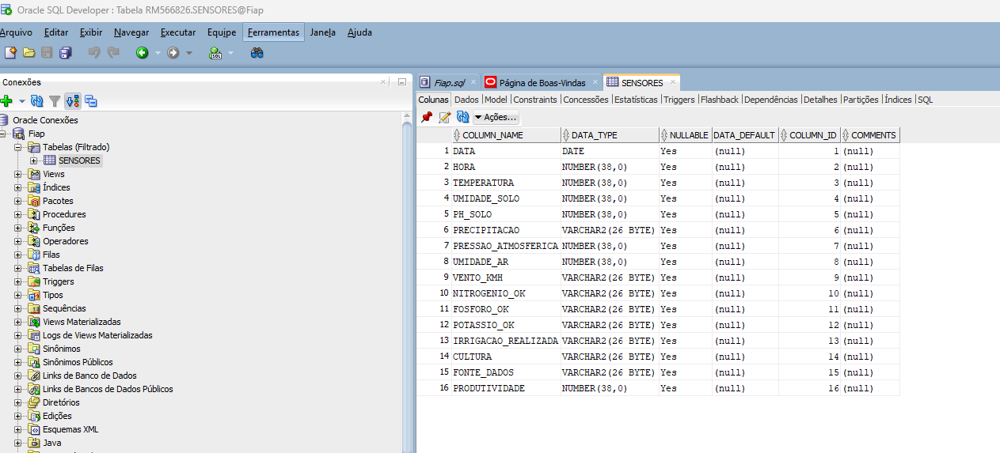 Oracle SQL Developer : Tabela RM566826.SENSORES@Fiap
Arquivo Editar Exibir Navegar Executar Equipe Ferramentas Janela Ajuda
SQL
Conexões
Oracle Conexões
Fiap
Tabelas (Filtrado)
SENSORES
Views
Índices
Pacotes
Procedures
Funções
Operadores
Filas
Tabelas de Filas
Triggers
Tipos
Sequências
Views Materializadas
Logs de Views Materializadas
Sinônimos
Sinônimos Públicos
Links de Banco de Dados
Links de Bancos de Dados Públicos
Diretórios
Edições
Esquemas XML
Java
Fiap.sql Página de Boas-Vindas SENSORES
Colunas Dados Model Constraints Concessões Estatísticas Triggers Flashback Dependências Detalhes Partições Índices SQL
Ações...
COLUMN_NAME DATA_TYPE NULLABLE DATA_DEFAULT COLUMN_ID COMMENTS
1 DATA DATE Yes (null) 1 (null)
2 HORA NUMBER(38,0) Yes (null) 2 (null)
3 TEMPERATURA NUMBER(38,0) Yes (null) 3 (null)
4 UMIDADE_SOLO NUMBER(38,0) Yes (null) 4 (null)
5 PH_SOLO NUMBER(38,0) Yes (null) 5 (null)
6 PRECIPITACAO VARCHAR2(26 BYTE) Yes (null) 6 (null)
7 PRESSAO_ATMOSFERICA NUMBER(38,0) Yes (null) 7 (null)
8 UMIDADE_AR NUMBER(38,0) Yes (null) 8 (null)
9 VENTO_KMH VARCHAR2(26 BYTE) Yes (null) 9 (null)
10 NITROGENIO_OK VARCHAR2(26 BYTE) Yes (null) 10 (null)
11 FOSFORO_OK VARCHAR2(26 BYTE) Yes (null) 11 (null)
12 POTASSIO_OK VARCHAR2(26 BYTE) Yes (null) 12 (null)
13 IRRIGACAO_REALIZADA VARCHAR2(26 BYTE) Yes (null) 13 (null)
14 CULTURA VARCHAR2(26 BYTE) Yes (null) 14 (null)
15 FONTE_DADOS VARCHAR2(26 BYTE) Yes (null) 15 (null)
16 PRODUTIVIDADE NUMBER(38,0) Yes (null) 16 (null)